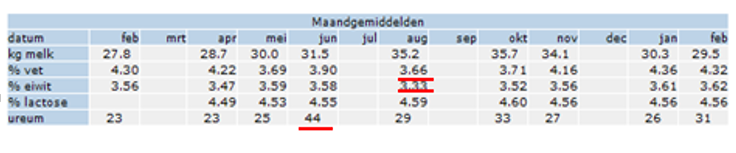 Maandgemiddelden
datum feb mrt apr mei jun jul aug sep okt nov dec jan feb
kg melk 27.8 28.7 30.0 31.5 35.2 35.7 34.1 30.3 29.5
% vet 4.30 4.22 3.69 3.90 3.66 3.71 4.16 4.36 4.32
% eiwit 3.56 3.47 3.59 3.58 3.33 3.52 3.56 3.61 3.62
% lactose 4.49 4.53 4.55 4.59 4.60 4.56 4.56 4.56
ureum 23 23 25 44 29 33 27 26 31